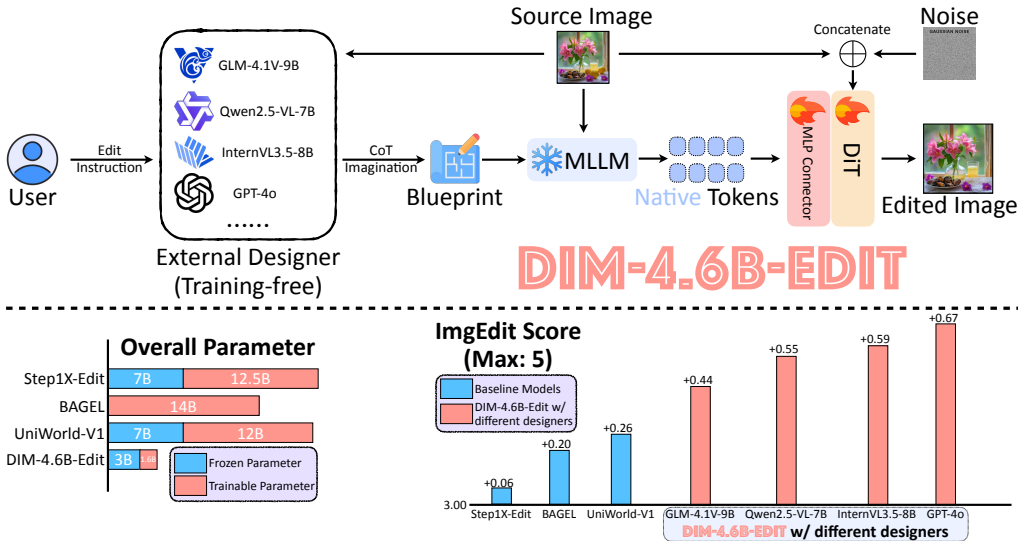 Source Image
Noise
Concatenate
GAUSSIAN NOISE
GLM-4.1V-9B
Qwen2.5-VL-7B
InternVL3.5-8B
GPT-4o
......
User
Edit
Instruction
External Designer
(Training-free)
CoT
Imagination
Blueprint
MLLM
Native Tokens
MLP Connector
DiT
Edited Image
DIM-4.6B-EDIT
Overall Parameter
Step1X-Edit
7B
12.5B
BAGEL
14B
UniWorld-V1
7B
12B
DIM-4.6B-Edit
3B
1.6B
Frozen Parameter
Trainable Parameter
ImgEdit Score
(Max: 5)
Baseline Models
DIM-4.6B-Edit w/
different designers
+0.06
+0.20
+0.26
+0.44
+0.55
+0.59
+0.67
3.00
Step1X-Edit
BAGEL
UniWorld-V1
GLM-4.1V-9B
Qwen2.5-VL-7B
InternVL3.5-8B
GPT-4o
DIM-4.6B-EDIT w/ different designers